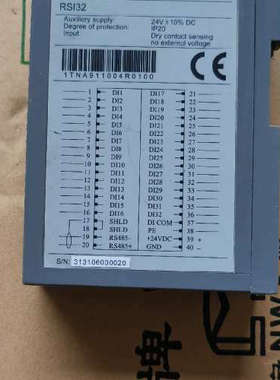 RSI32
Auxiliary supply: 24V ± 10% DC
Degree of protection: IP20
Input Dry contact sensing
no external voltage
1TNA911004R0100
CE
1 DI1 DI17 21
2 DI2 DI18 22
3 DI3 DI19 23
4 DI4 DI20 24
5 DI5 DI21 25
6 DI6 DI22 26
7 DI7 DI23 27
8 DI8 DI24 28
9 DI9 DI25 29
10 DI10 DI26 30
11 DI11 DI27 31
12 DI12 DI28 32
13 DI13 DI29 33
14 DI14 DI30 34
15 DI15 DI31 35
16 DI16 DI32 36
17 SHLD DI COM 37
18 SHLD PE 38
19 RS485- +24VDC 39 +
20 RS485+ GND 40 -
S/N: 313106030020
牌